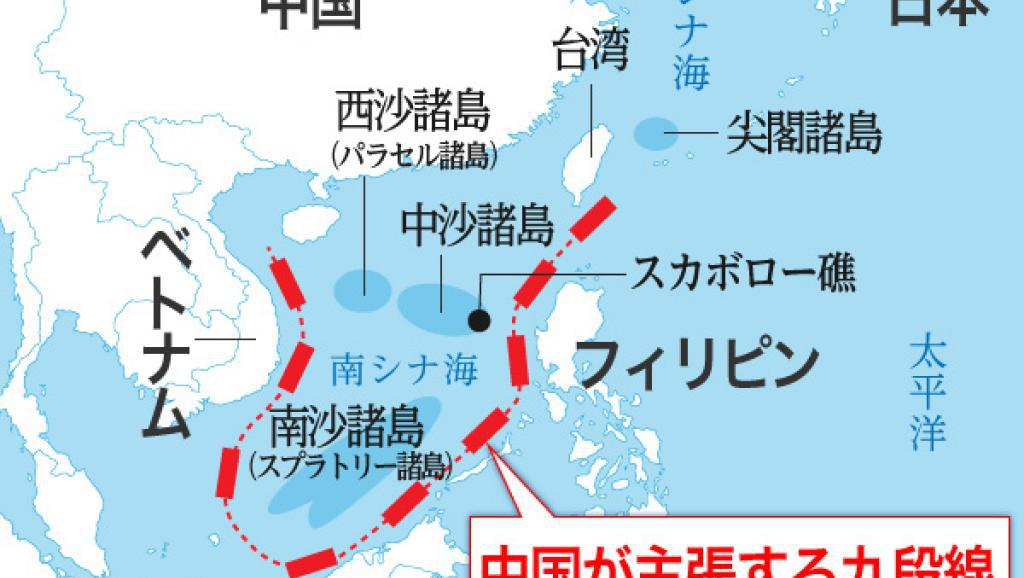 中国
日本
シナ海
台湾
西沙諸島
(パラセル諸島)
尖閣諸島
中沙諸島
スカボロー礁
ベトナム
南シナ海
フィリピン
太平洋
南沙諸島
(スプラトリー諸島)
中国が主張する九段線